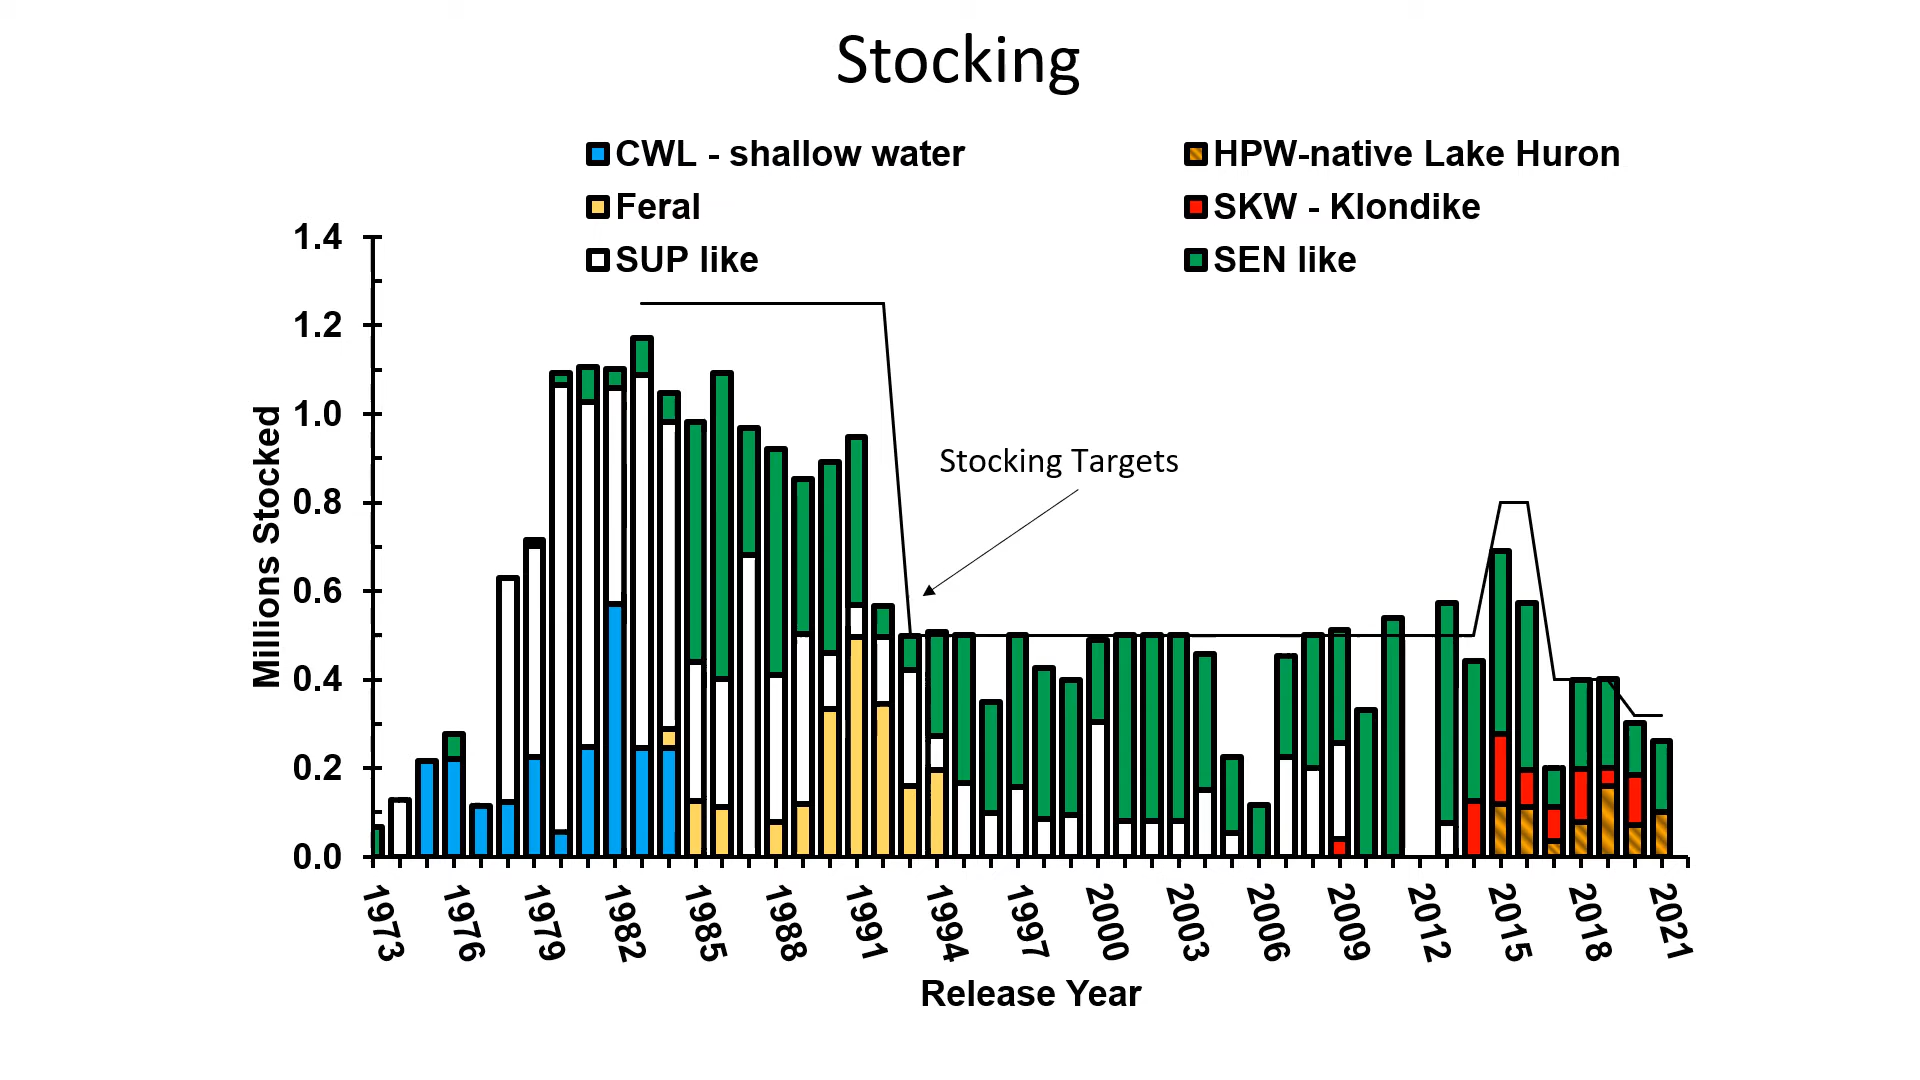 Stocking
CWL - shallow water
HPW-native Lake Huron
Feral
SKW - Klondike
SUP like
SEN like
1.4
1.2
1.0
0.8
0.6
0.4
0.2
0.0
Millions Stocked
Stocking Targets
1973
1976
1979
1982
1985
1988
1991
1994
1997
2000
2003
2006
2009
2012
2015
2018
2021
Release Year